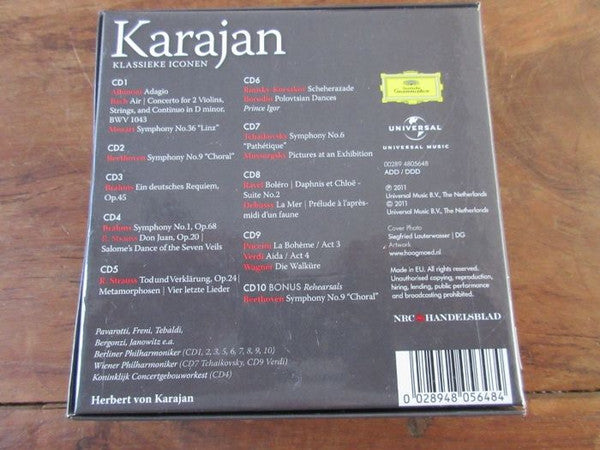 Karajan
KLASSIEKE ICONEN
CD1
Albinoni Adagio
Bach Air | Concerto for 2 Violins,
Strings, and Continuo in D minor,
BWV 1043
Mozart Symphony No.36 "Linz"
CD2
Beethoven Symphony No.9 "Choral"
CD3
Brahms Ein deutsches Requiem,
Op.45
CD4
Brahms Symphony No.1, Op.68
R. Strauss Don Juan, Op.20 |
Salome's Dance of the Seven Veils
CD5
R. Strauss Tod und Verklärung, Op.24 |
Metamorphosen | Vier letzte Lieder
CD6
Rimsky-Korsakov Scheherazade
Borodin Polovtsian Dances
Prince Igor
CD7
Tchaikovsky Symphony No.6
"Pathétique"
Mussorgsky Pictures at an Exhibition
CD8
Ravel Boléro | Daphnis et Chloë -
Suite No.2
Debussy La Mer | Prélude à l'après-
midi d'un faune
CD9
Puccini La Bohème / Act 3
Verdi Aida / Act 4
Wagner Die Walküre
CD10 BONUS Rehearsals
Beethoven Symphony No.9 "Choral"
Pavarotti, Freni, Tebaldi,
Bergonzi, Janowitz e.a.
Berliner Philharmoniker (CD1, 2, 3, 5, 6, 7, 8, 9, 10)
Wiener Philharmoniker (CD7 Tchaikovsky, CD9 Verdi)
Koninklijk Concertgebouworkest (CD4)
Herbert von Karajan
Deutsche
Grammophon
UNIVERSAL
UNIVERSAL MUSIC
00289 4805648
ADD / DDD
℗ 2011
Universal Music B.V., The Netherlands
© 2011
Universal Music B.V., The Netherlands
Cover Photo
Siegfried Lauterwasser | DG
Artwork
www.hoogmoed.nl
Made in EU. All rights reserved.
Unauthorised copying, reproduction,
hiring, lending, public performance
and broadcasting prohibited.
NRC HANDELSBLAD
0 028948 056484